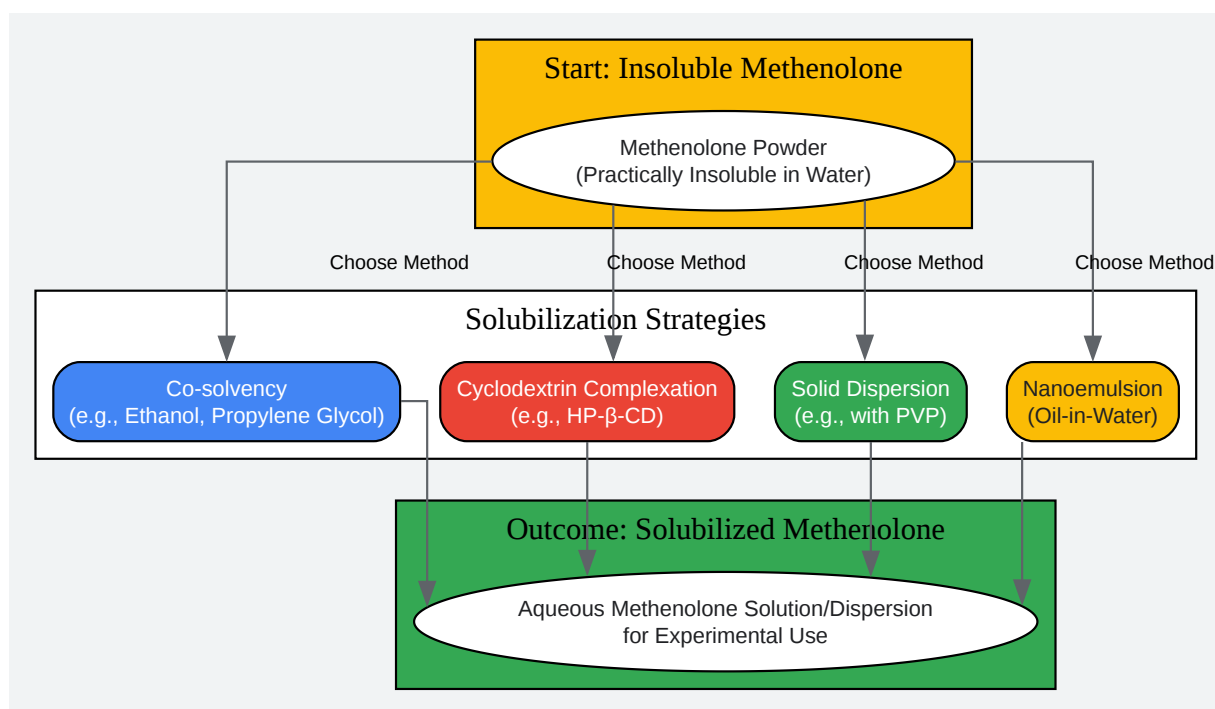 Start: Insoluble Methenolone
Methenolone Powder
(Practically Insoluble in Water)
Choose Method
Choose Method
Choose Method
Choose Method
Solubilization Strategies
Co-solvency
(e.g., Ethanol, Propylene Glycol)
Cyclodextrin Complexation
(e.g., HP-β-CD)
Solid Dispersion
(e.g., with PVP)
Nanoemulsion
(Oil-in-Water)
Outcome: Solubilized Methenolone
Aqueous Methenolone Solution/Dispersion
for Experimental Use